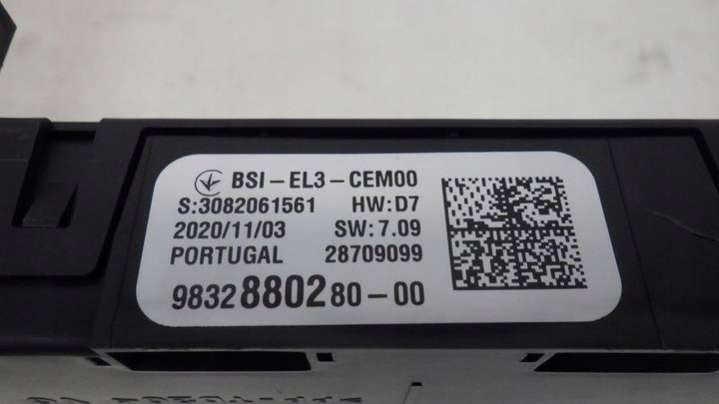 BSI-EL3-CEM00
S:3082061561 HW:D7
2020/11/03 SW:7.09
PORTUGAL 28709099
9832880280-00